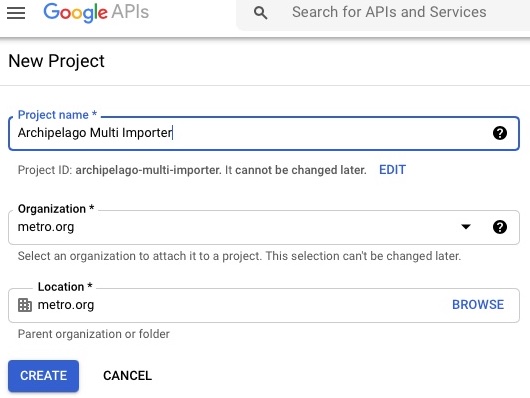 Google APIs
Search for APIs and Services
New Project
Project name *
Archipelago Multi Importer
Project ID: archipelago-multi-importer. It cannot be changed later. EDIT
Organization *
metro.org
Select an organization to attach it to a project. This selection can't be changed later.
Location *
metro.org BROWSE
Parent organization or folder
CREATE CANCEL